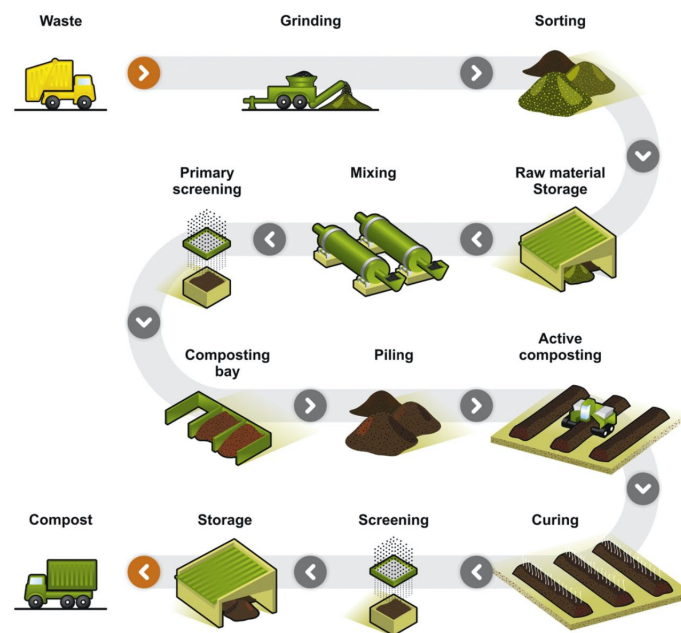 Waste
Grinding
Sorting
Primary
screening
Mixing
Raw material
Storage
Composting
bay
Piling
Active
composting
Compost
Storage
Screening
Curing